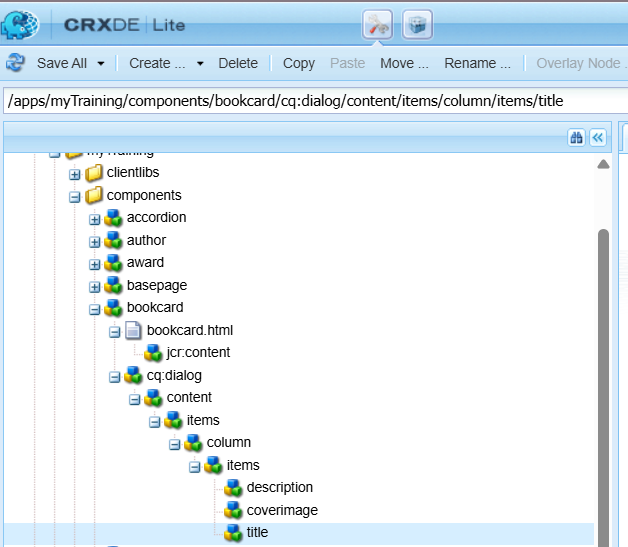 CRXDE | Lite
Save All Create ... Delete Copy Paste Move ... Rename ... Overlay Node
/apps/myTraining/components/bookcard/cq:dialog/content/items/column/items/title
myTraining
clientlibs
components
accordion
author
award
basepage
bookcard
bookcard.html
jcr:content
cq:dialog
content
items
column
items
description
coverimage
title